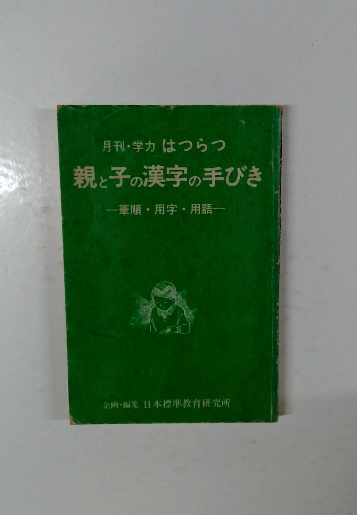 月刊・学力 はつらつ
親と子の漢字の手びき
―筆順・用字・用語―
企画・編集 日本標準教育研究所